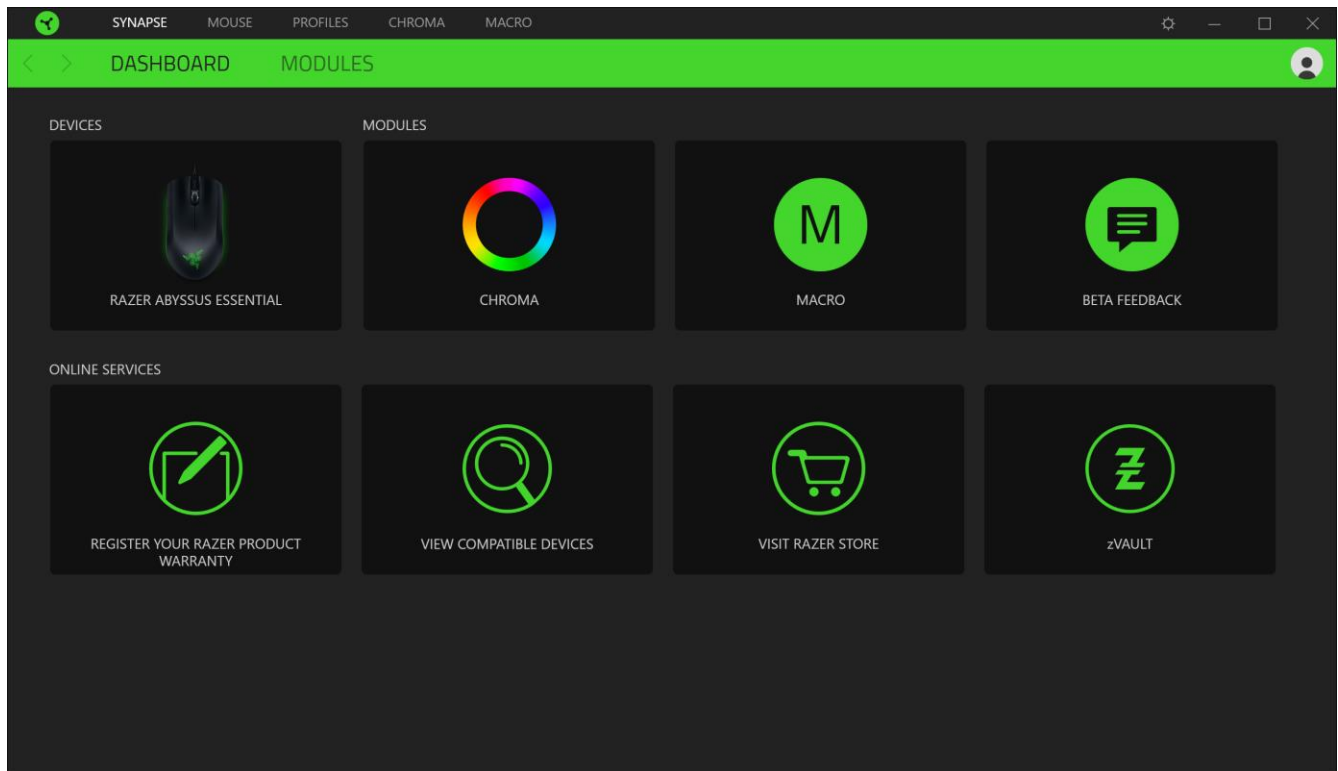 SYNAPSE MOUSE PROFILES CHROMA MACRO
DASHBOARD MODULES
DEVICES MODULES
M
RAZER ABYSSUS ESSENTIAL CHROMA MACRO BETA FEEDBACK
ONLINE SERVICES
REGISTER YOUR RAZER PRODUCT VIEW COMPATIBLE DEVICES VISIT RAZER STORE zVAULT
WARRANTY